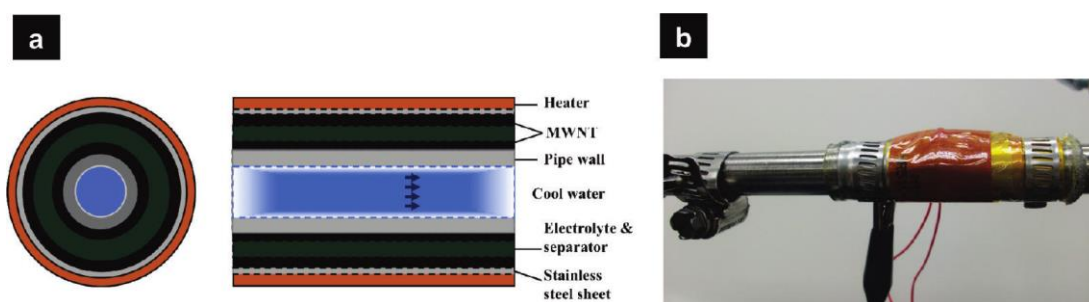 a
b
Heater
MWNT
Pipe wall
Cool water
Electrolyte &
separator
Stainless
steel sheet